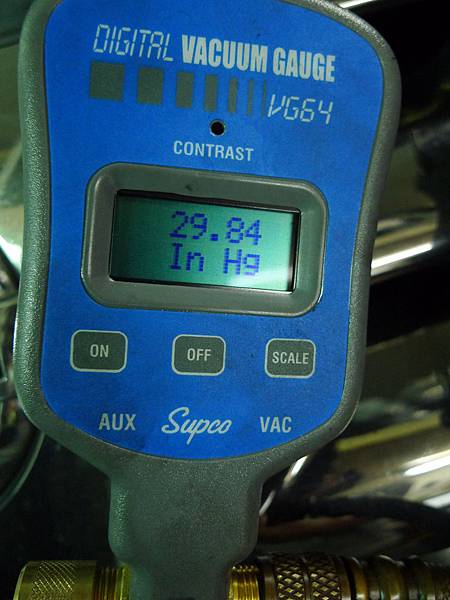 DIGITAL VACUUM GAUGE
VG64
CONTRAST
29.84
In Hg
ON OFF SCALE
AUX Supco VAC